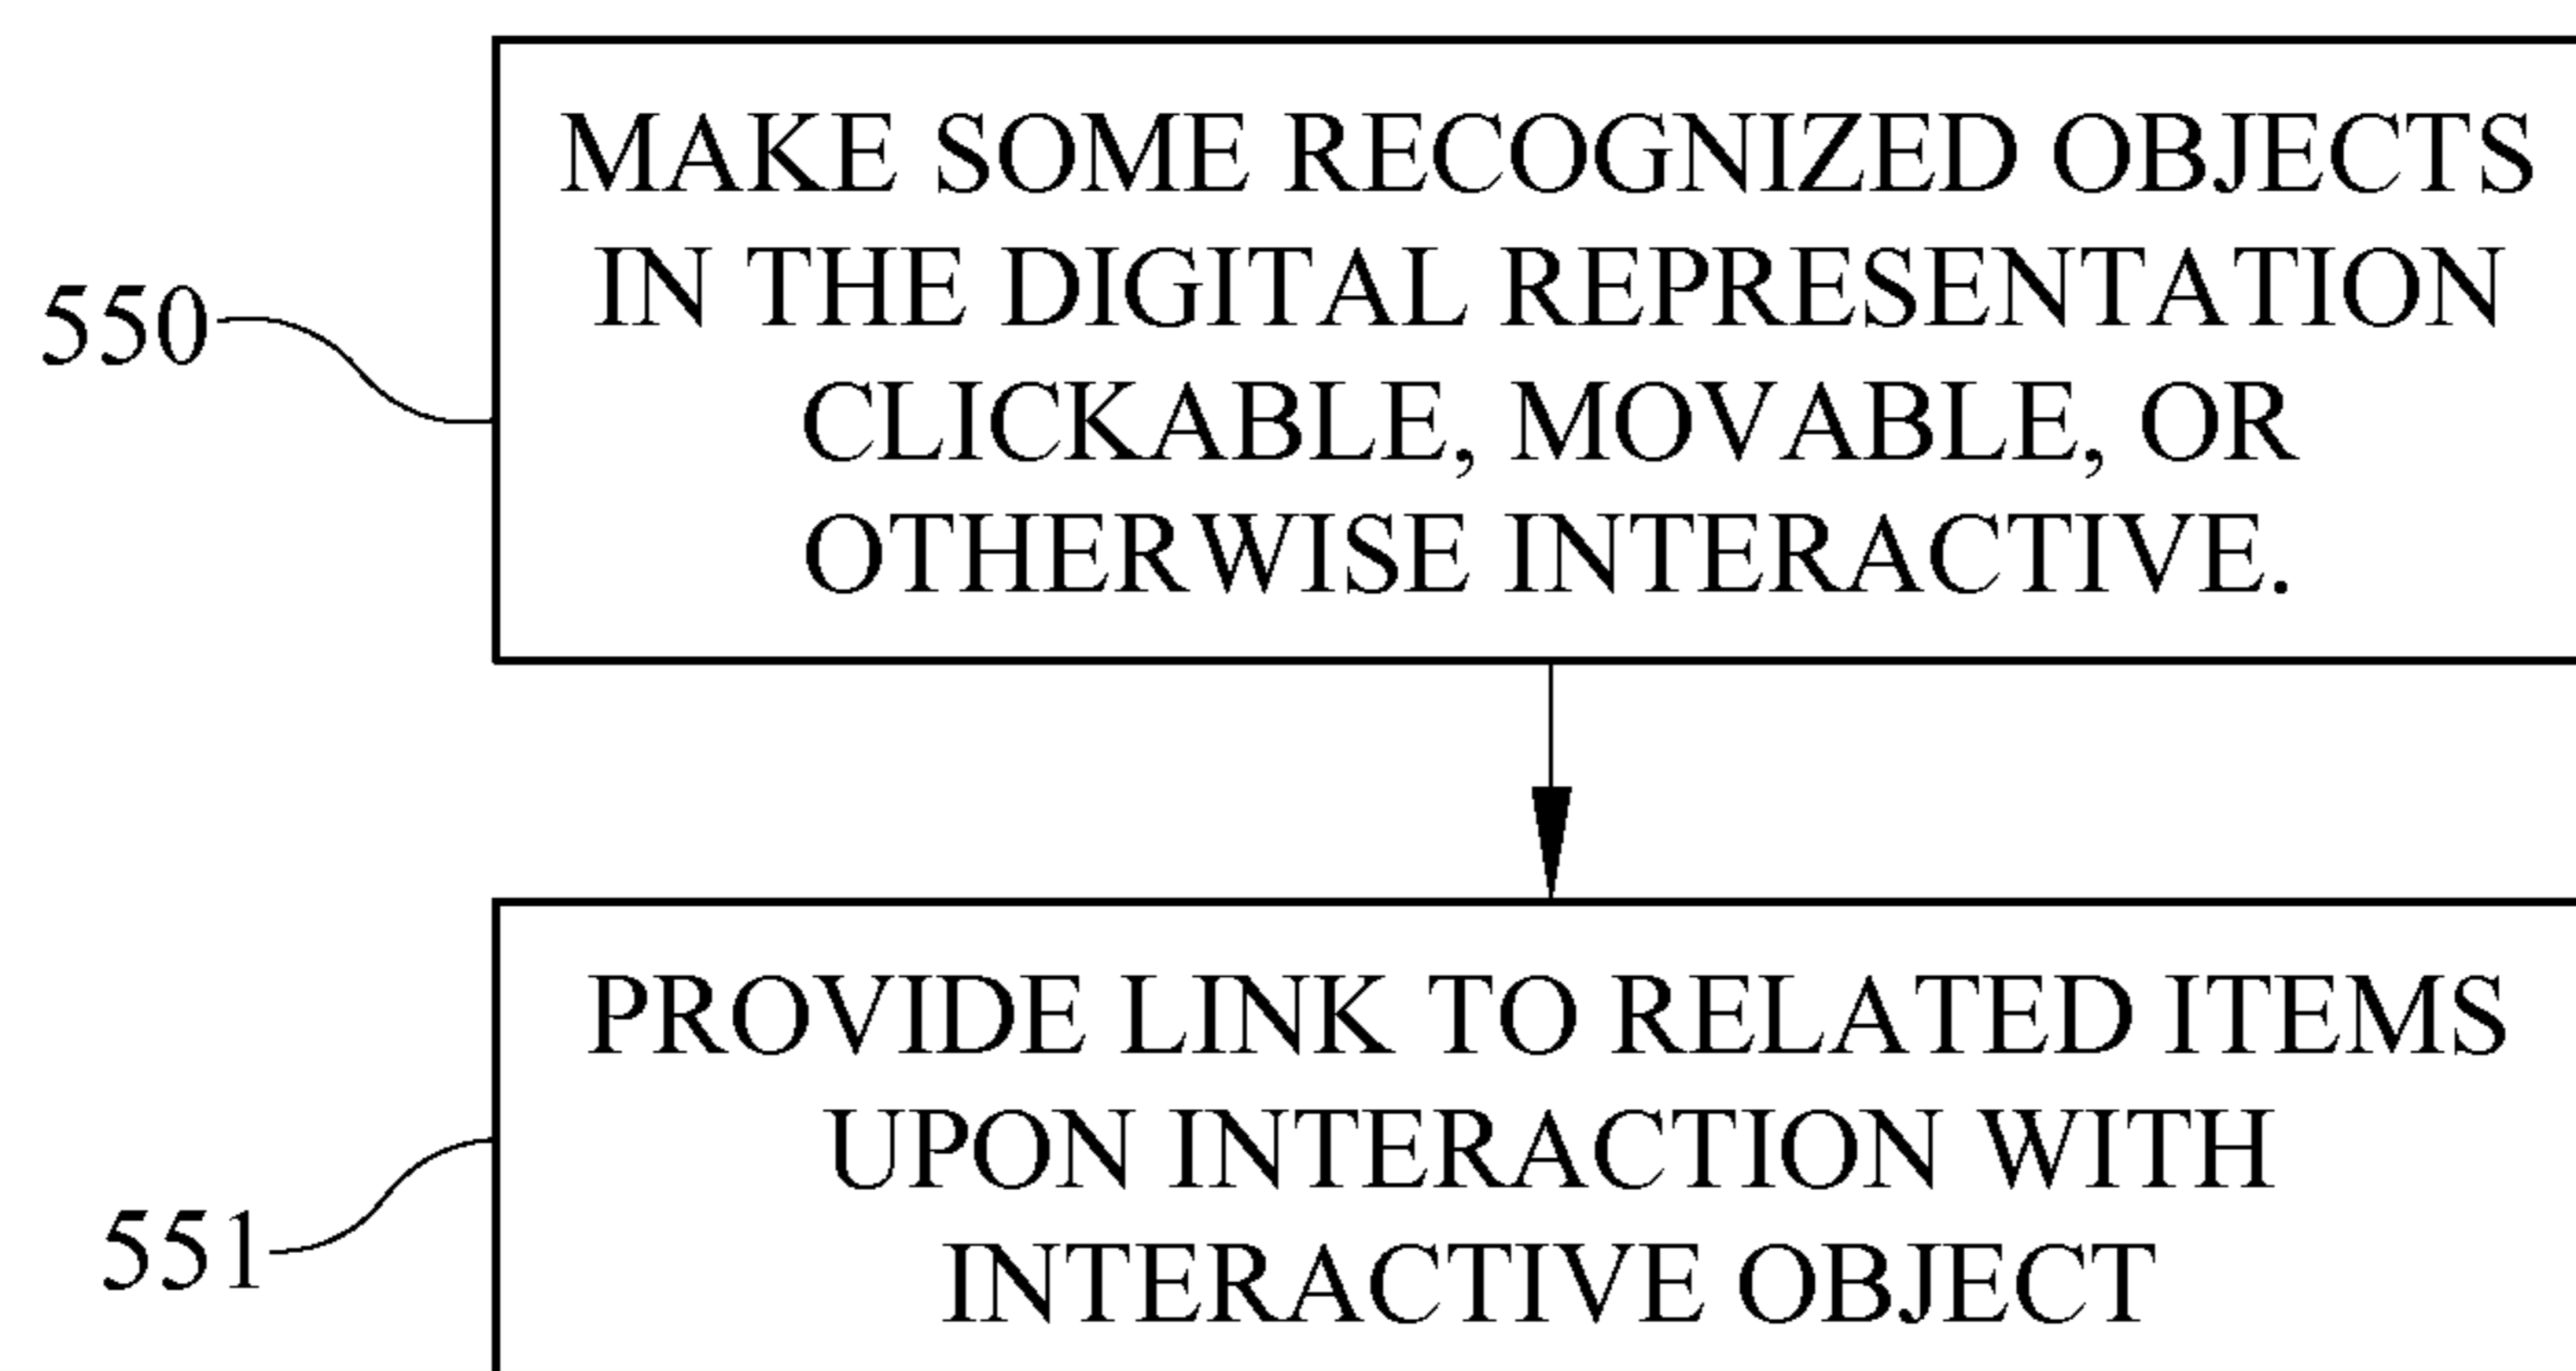 MAKE SOME RECOGNIZED OBJECTS
IN THE DIGITAL REPRESENTATION
CLICKABLE, MOVABLE, OR
OTHERWISE INTERACTIVE.
550
PROVIDE LINK TO RELATED ITEMS
UPON INTERACTION WITH
INTERACTIVE OBJECT
551